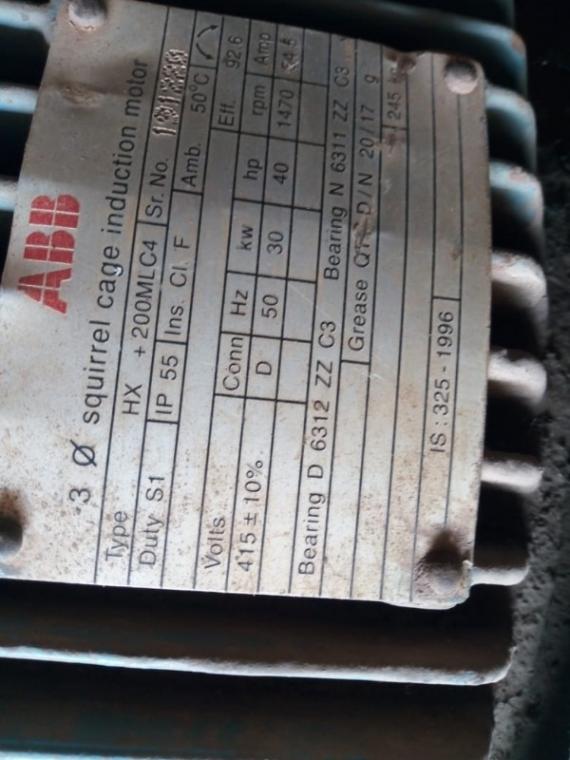 ABB
3 Ø squirrel cage induction motor
Type HX + 200MLC4 Sr. No.
Duty S1 IP 55 Ins. Cl. F Amb. 50°C
Volts Conn Hz kw hp rpm Amp Eff.
415 ± 10% D 50 30 40 1470 54.5 92.6
Bearing D 6312 ZZ C3 Bearing N 6311 ZZ C3
Grease QTY D/N 20/17 g
245
IS : 325 - 1996